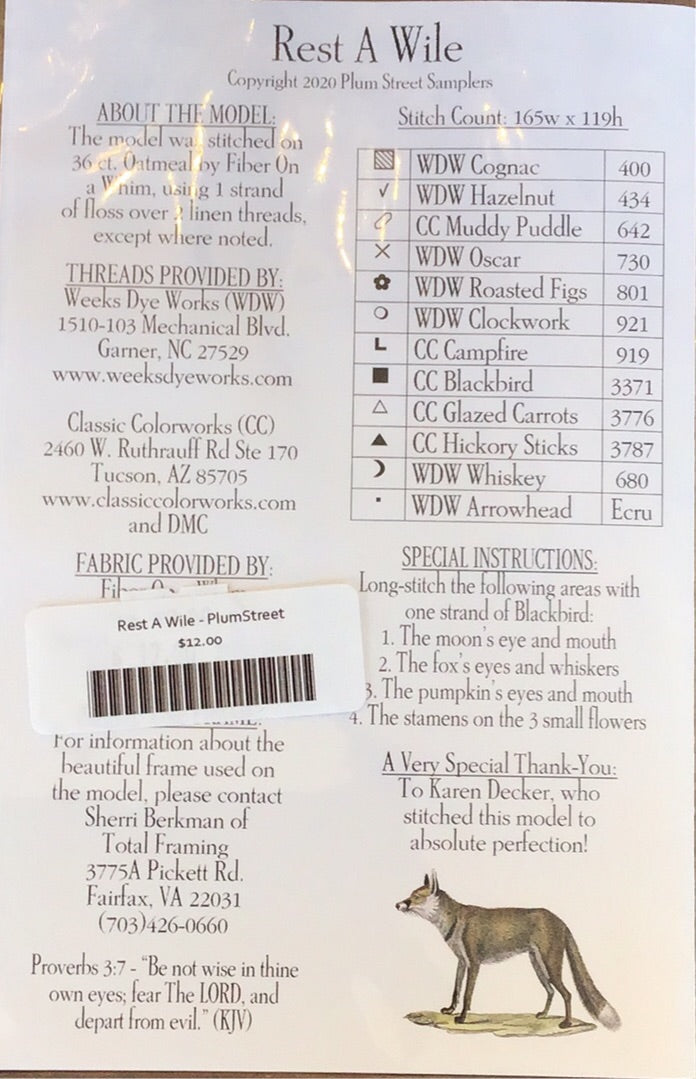 Rest A Wile
Copyright 2020 Plum Street Samplers
ABOUT THE MODEL:
The model was stitched on
36 ct. Oatmeal by Fiber On
a Whim, using 1 strand
of floss over 2 linen threads,
except where noted.
THREADS PROVIDED BY:
Weeks Dye Works (WDW)
1510-103 Mechanical Blvd.
Garner, NC 27529
www.weeksdyeworks.com
Classic Colorworks (CC)
2460 W. Ruthrauff Rd Ste 170
Tucson, AZ 85705
www.classiccolorworks.com
and DMC
FABRIC PROVIDED BY:
Rest A Wile - PlumStreet
$12.00
For information about the
beautiful frame used on
the model, please contact
Sherri Berkman of
Total Framing
3775A Pickett Rd.
Fairfax, VA 22031
(703)426-0660
Proverbs 3:7 - “Be not wise in thine
own eyes; fear The LORD, and
depart from evil.” (KJV)
Stitch Count: 165w x 119h
WDW Cognac 400
WDW Hazelnut 434
CC Muddy Puddle 642
WDW Oscar 730
WDW Roasted Figs 801
WDW Clockwork 921
CC Campfire 919
CC Blackbird 3371
CC Glazed Carrots 3776
CC Hickory Sticks 3787
WDW Whiskey 680
WDW Arrowhead Ecru
SPECIAL INSTRUCTIONS:
Long-stitch the following areas with
one strand of Blackbird:
1. The moon's eye and mouth
2. The fox's eyes and whiskers
3. The pumpkin's eyes and mouth
4. The stamens on the 3 small flowers
A Very Special Thank-You:
To Karen Decker, who
stitched this model to
absolute perfection!